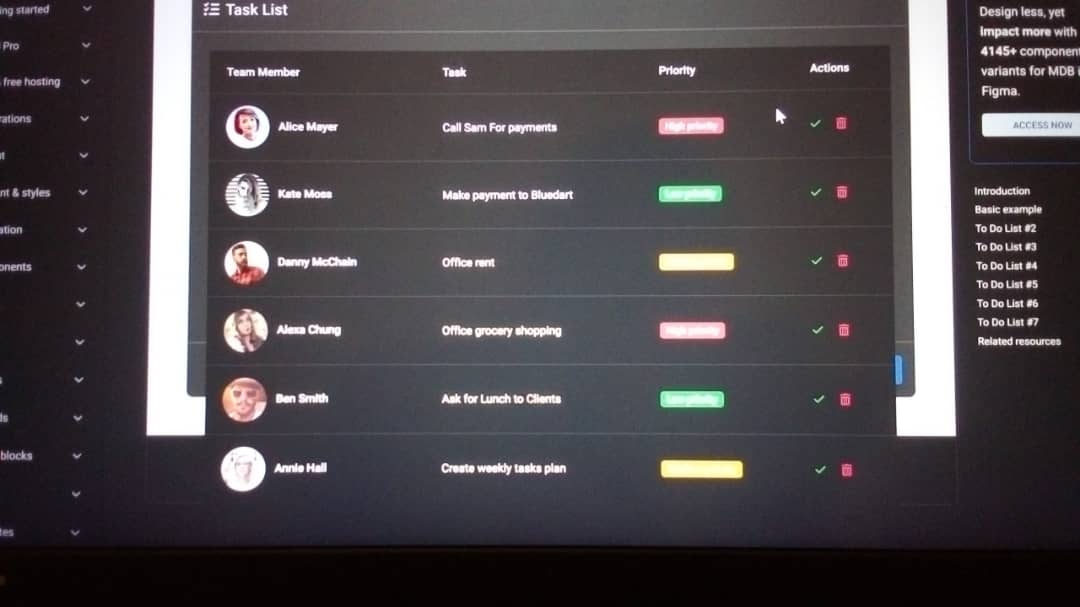 ing started
Pro
free hosting
rations
t
nt & styles
ation
onents
s
ds
blocks
tes
Task List
Team Member Task Priority Actions
Alice Mayer Call Sam For payments High priority
Kate Moss Make payment to Bluedart Low priority
Danny McChain Office rent
Alexa Chung Office grocery shopping High priority
Ben Smith Ask for Lunch to Clients Low priority
Annie Hall Create weekly tasks plan
Design less, yet
impact more with
4145+ component
variants for MDB i
Figma.
ACCESS NOW
Introduction
Basic example
To Do List #2
To Do List #3
To Do List #4
To Do List #5
To Do List #6
To Do List #7
Related resources